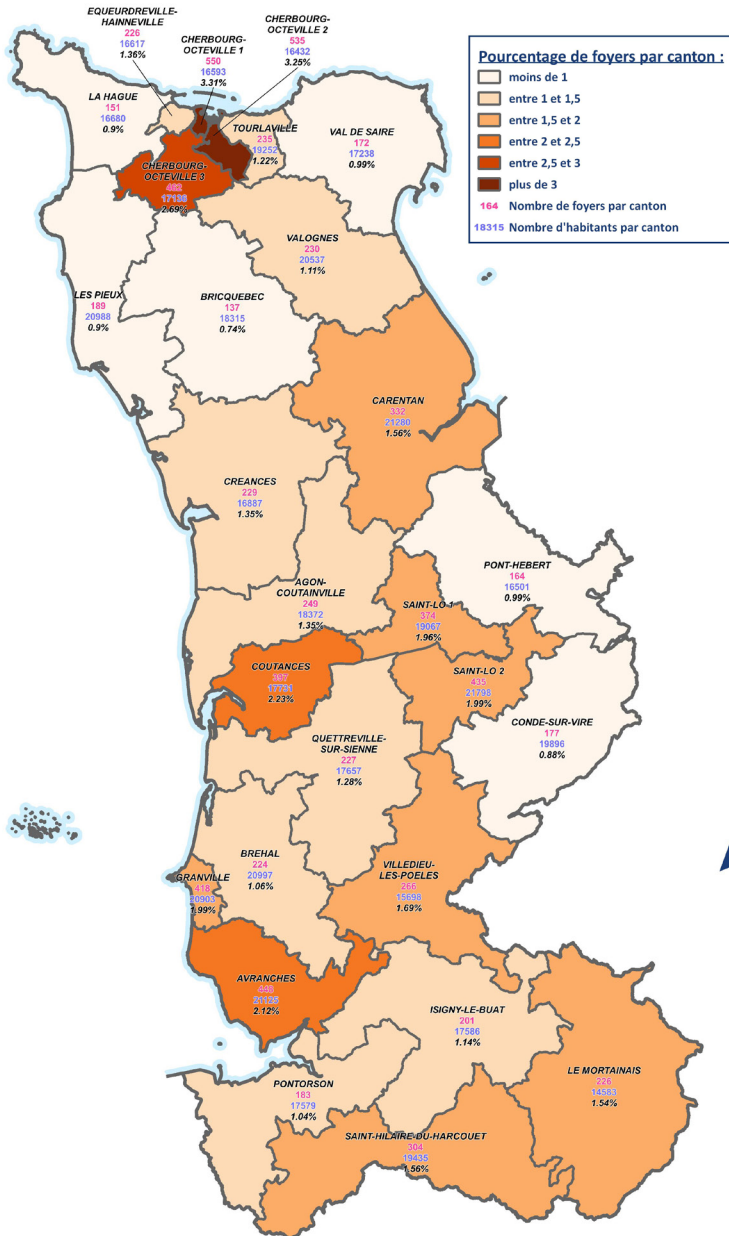 EQUEURDREVILLE-
HAINNEVILLE
226
16617
1.36%
CHERBOURG-
OCTEVILLE 1
550
16593
3.31%
CHERBOURG-
OCTEVILLE 2
535
16432
3.25%
Pourcentage de foyers par canton :
moins de 1
entre 1 et 1,5
entre 1,5 et 2
entre 2 et 2,5
entre 2,5 et 3
plus de 3
164 Nombre de foyers par canton
18315 Nombre d'habitants par canton
LA HAGUE
151
16680
0.9%
TOURLAVILLE
235
19252
1.22%
VAL DE SAIRE
172
17238
0.99%
CHERBOURG-
OCTEVILLE 3
462
17136
2.69%
VALOGNES
230
20537
1.11%
LES PIEUX
189
20988
0.9%
BRICQUEBEC
137
18315
0.74%
CARENTAN
332
21280
1.56%
CREANCES
229
16887
1.35%
PONT-HEBERT
164
16501
0.99%
AGON-
COUTAINVILLE
249
18372
1.35%
SAINT-LO 1
374
19067
1.96%
COUTANCES
397
17791
2.23%
SAINT-LO 2
435
21798
1.99%
CONDE-SUR-VIRE
177
19896
0.88%
QUETTREVILLE-
SUR-SIENNE
227
17657
1.28%
BREHAL
224
20997
1.06%
VILLEDIEU-
LES-POELES
266
15698
1.69%
GRANVILLE
418
20903
1.99%
AVRANCHES
21125
2.12%
ISIGNY-LE-BUAT
201
17586
1.14%
LE MORTAINAIS
226
14583
1.54%
PONTORSON
183
17579
1.04%
SAINT-HILAIRE-DU-HARCOUET
304
19435
1.56%